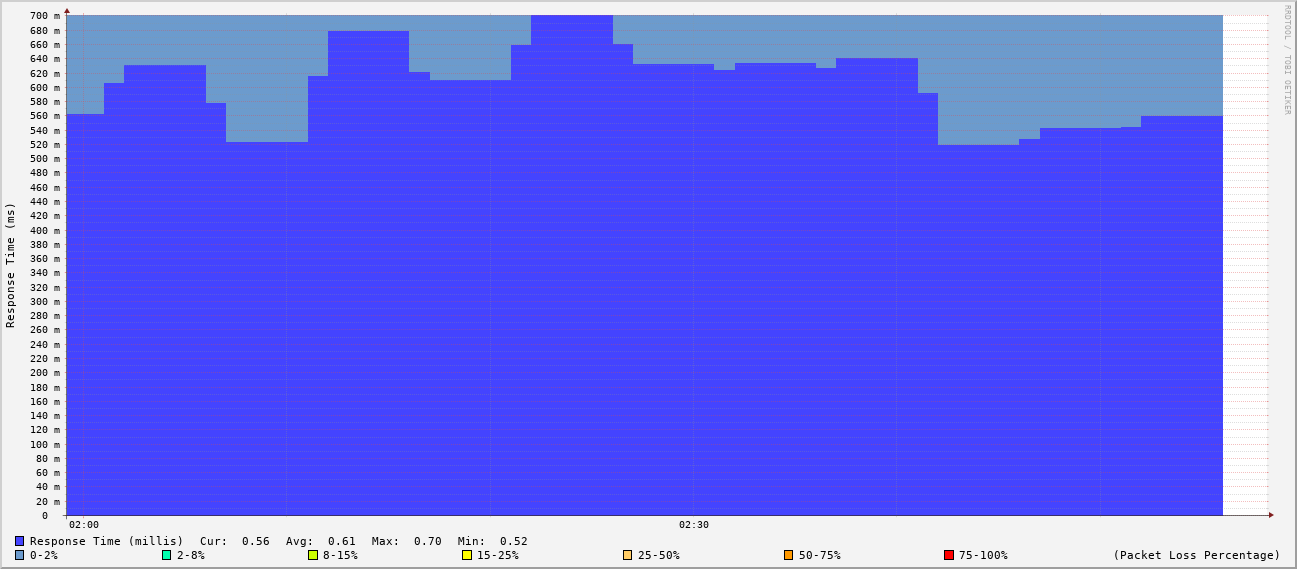 700 m
680 m
660 m
640 m
620 m
600 m
580 m
560 m
540 m
520 m
500 m
480 m
460 m
440 m
420 m
400 m
380 m
360 m
340 m
320 m
300 m
280 m
260 m
240 m
220 m
200 m
180 m
160 m
140 m
120 m
100 m
80 m
60 m
40 m
20 m
0
Response Time (ms)
RRDTOOL / TOBI OETIKER
02:00 02:30
Response Time (millis) Cur: 0.56 Avg: 0.61 Max: 0.70 Min: 0.52
0-2% 2-8% 8-15% 15-25% 25-50% 50-75% 75-100% (Packet Loss Percentage)